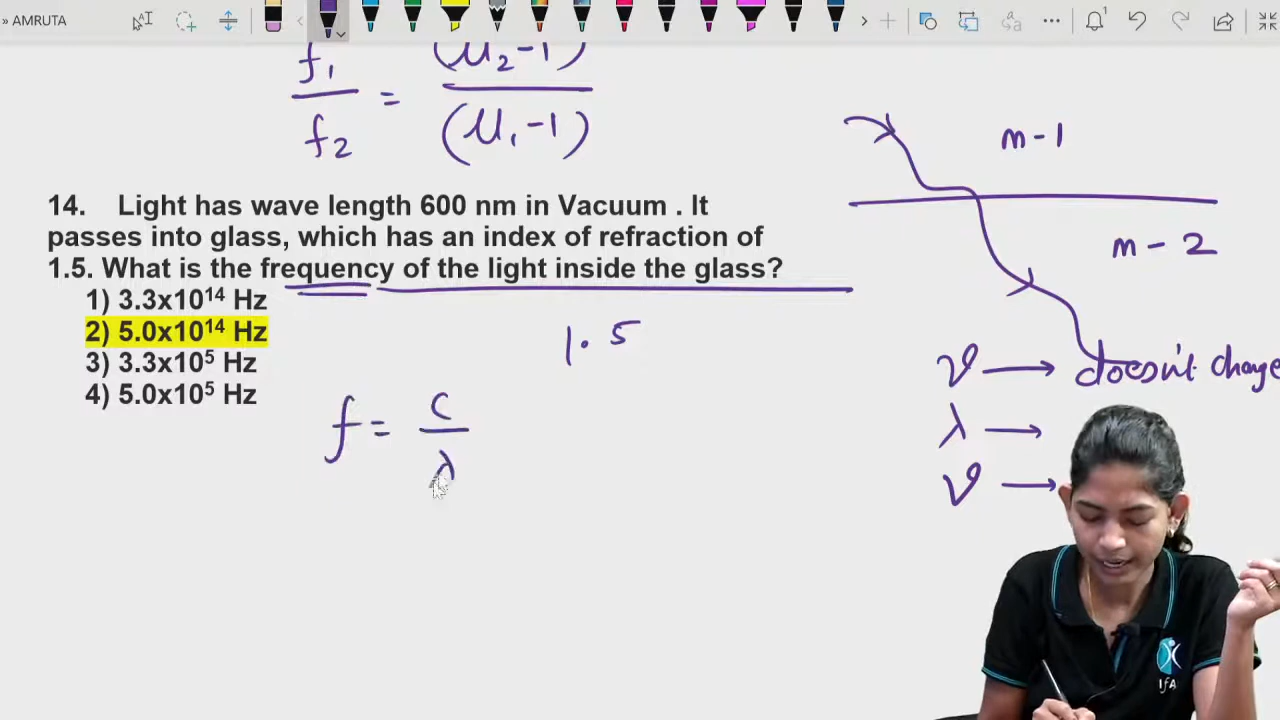 » AMRUTA
f1/f2 = (μ2-1)/(μ1-1)
m-1
m-2
14. Light has wave length 600 nm in Vacuum . It
passes into glass, which has an index of refraction of
1.5. What is the frequency of the light inside the glass?
1) 3.3x10¹⁴ Hz
2) 5.0x10¹⁴ Hz
3) 3.3x10⁵ Hz
4) 5.0x10⁵ Hz
1.5
f = c/λ
ν → doesn't change
λ →
ν →
IFA